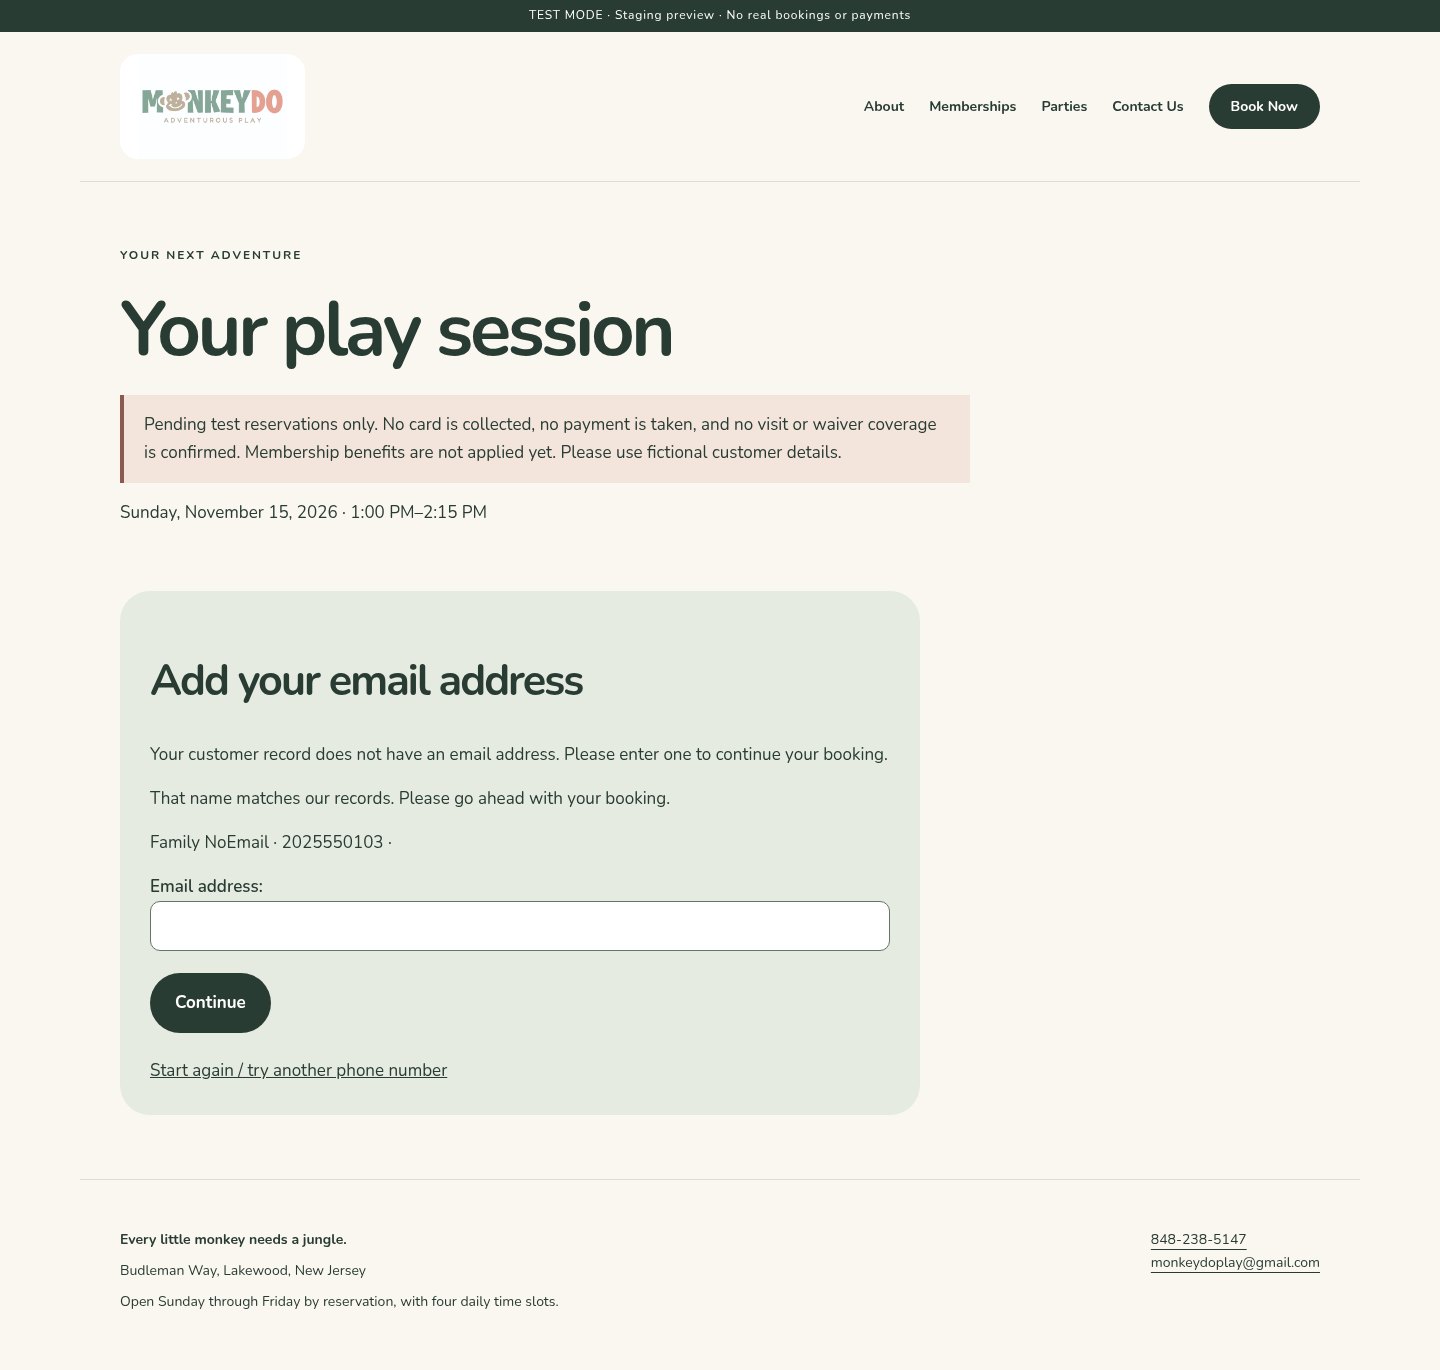 TEST MODE · Staging preview · No real bookings or payments
MONKEYDO
ADVENTUROUS PLAY
About
Memberships
Parties
Contact Us
Book Now
YOUR NEXT ADVENTURE
Your play session
Pending test reservations only. No card is collected, no payment is taken, and no visit or waiver coverage
is confirmed. Membership benefits are not applied yet. Please use fictional customer details.
Sunday, November 15, 2026 · 1:00 PM–2:15 PM
Add your email address
Your customer record does not have an email address. Please enter one to continue your booking.
That name matches our records. Please go ahead with your booking.
Family NoEmail · 2025550103 ·
Email address:
Continue
Start again / try another phone number
Every little monkey needs a jungle.
Budleman Way, Lakewood, New Jersey
Open Sunday through Friday by reservation, with four daily time slots.
848-238-5147
monkeydoplay@gmail.com